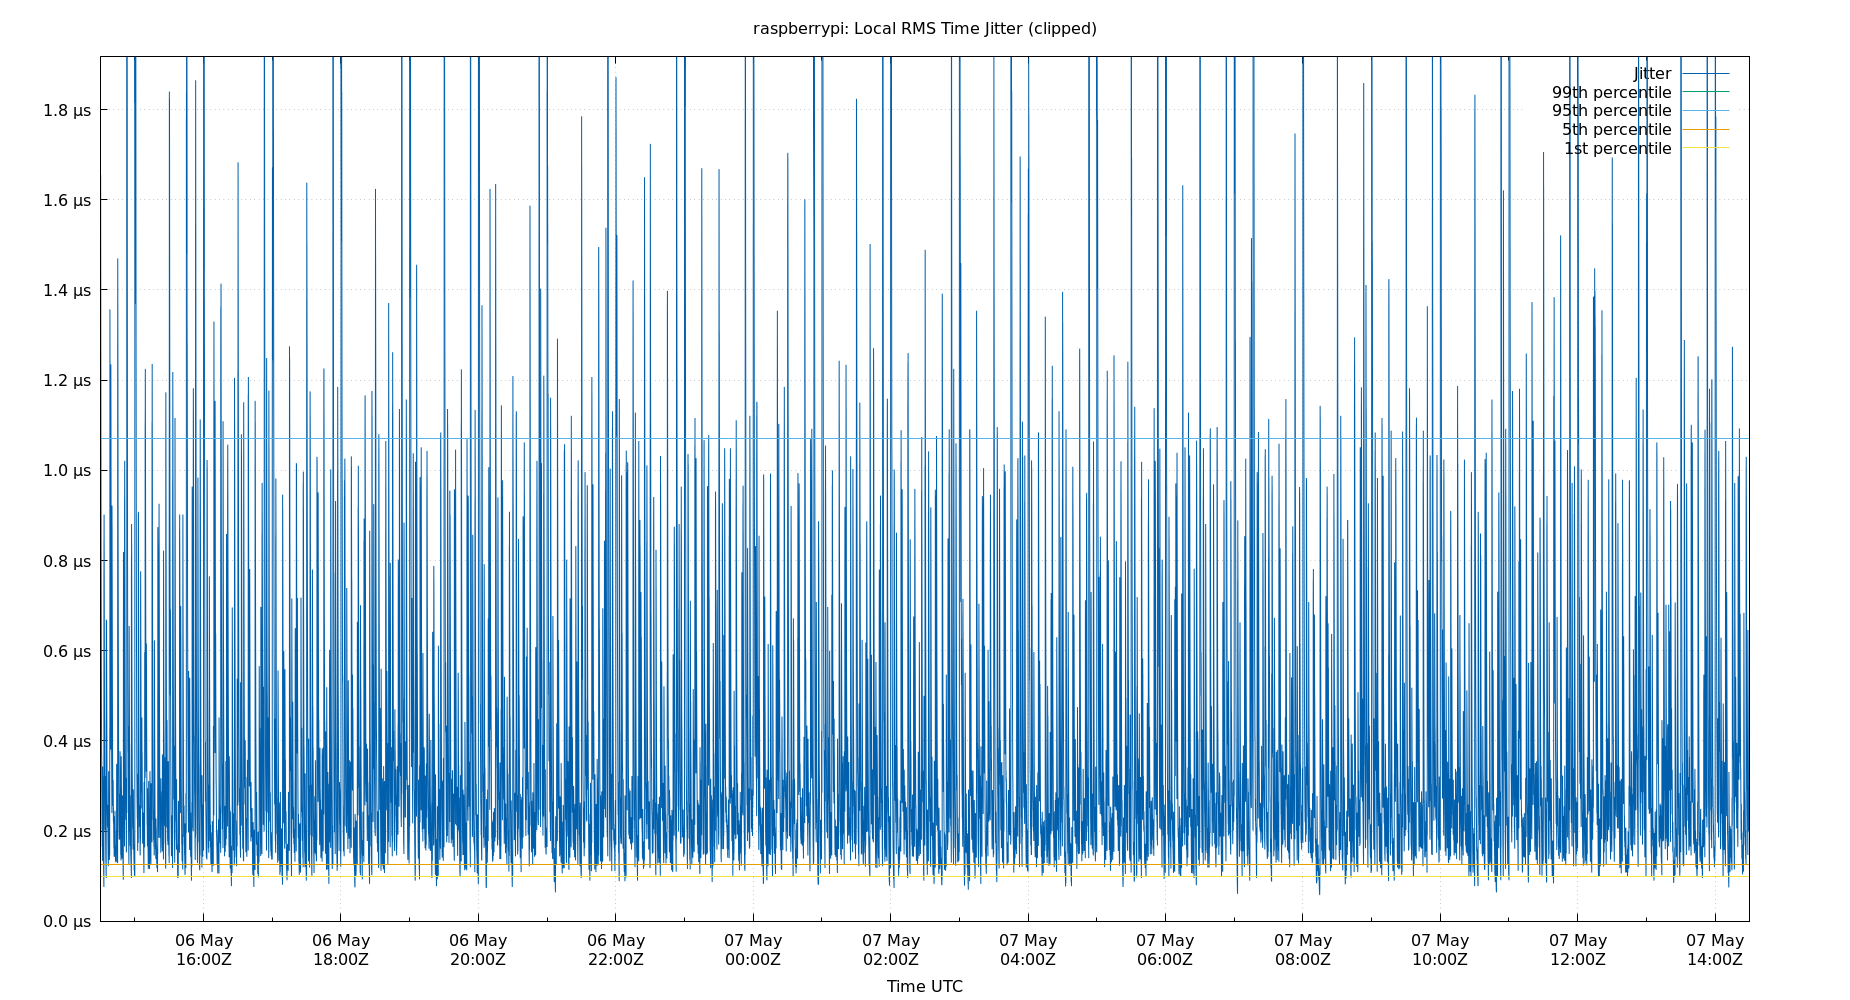 raspberrypi: Local RMS Time Jitter (clipped)
Jitter
99th percentile
95th percentile
5th percentile
1st percentile
1.8 μs
1.6 μs
1.4 μs
1.2 μs
1.0 μs
0.8 μs
0.6 μs
0.4 μs
0.2 μs
0.0 μs
06 May 06 May 06 May 06 May 07 May 07 May 07 May 07 May 07 May 07 May 07 May 07 May
16:00Z 18:00Z 20:00Z 22:00Z 00:00Z 02:00Z 04:00Z 06:00Z 08:00Z 10:00Z 12:00Z 14:00Z
Time UTC